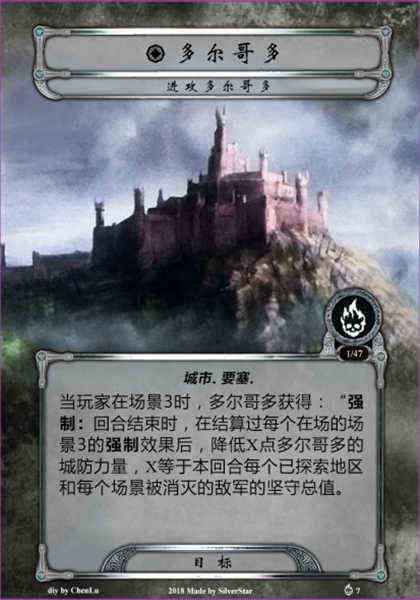 多尔哥多
进攻多尔哥多
1/47
城市. 要塞.
当玩家在场景3时，多尔哥多获得：“强
制：回合结束时，在结算过每个在场的场
景3的强制效果后，降低X点多尔哥多的
城防力量，X等于本回合每个已探索地区
和每个场景被消灭的敌军的坚守总值。
目标
diy by ChenLu 2018 Made by SilverStar 7